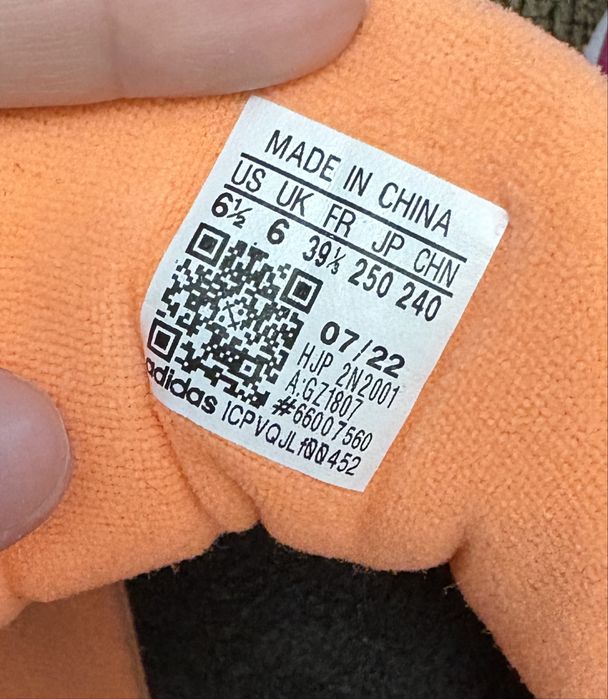 MADE IN CHINA
US UK FR JP CHN
6½ 6 39⅓ 250 240
07/22
HJP 2N2001
A:GZ1807
#66007560
adidas ICPVQJL